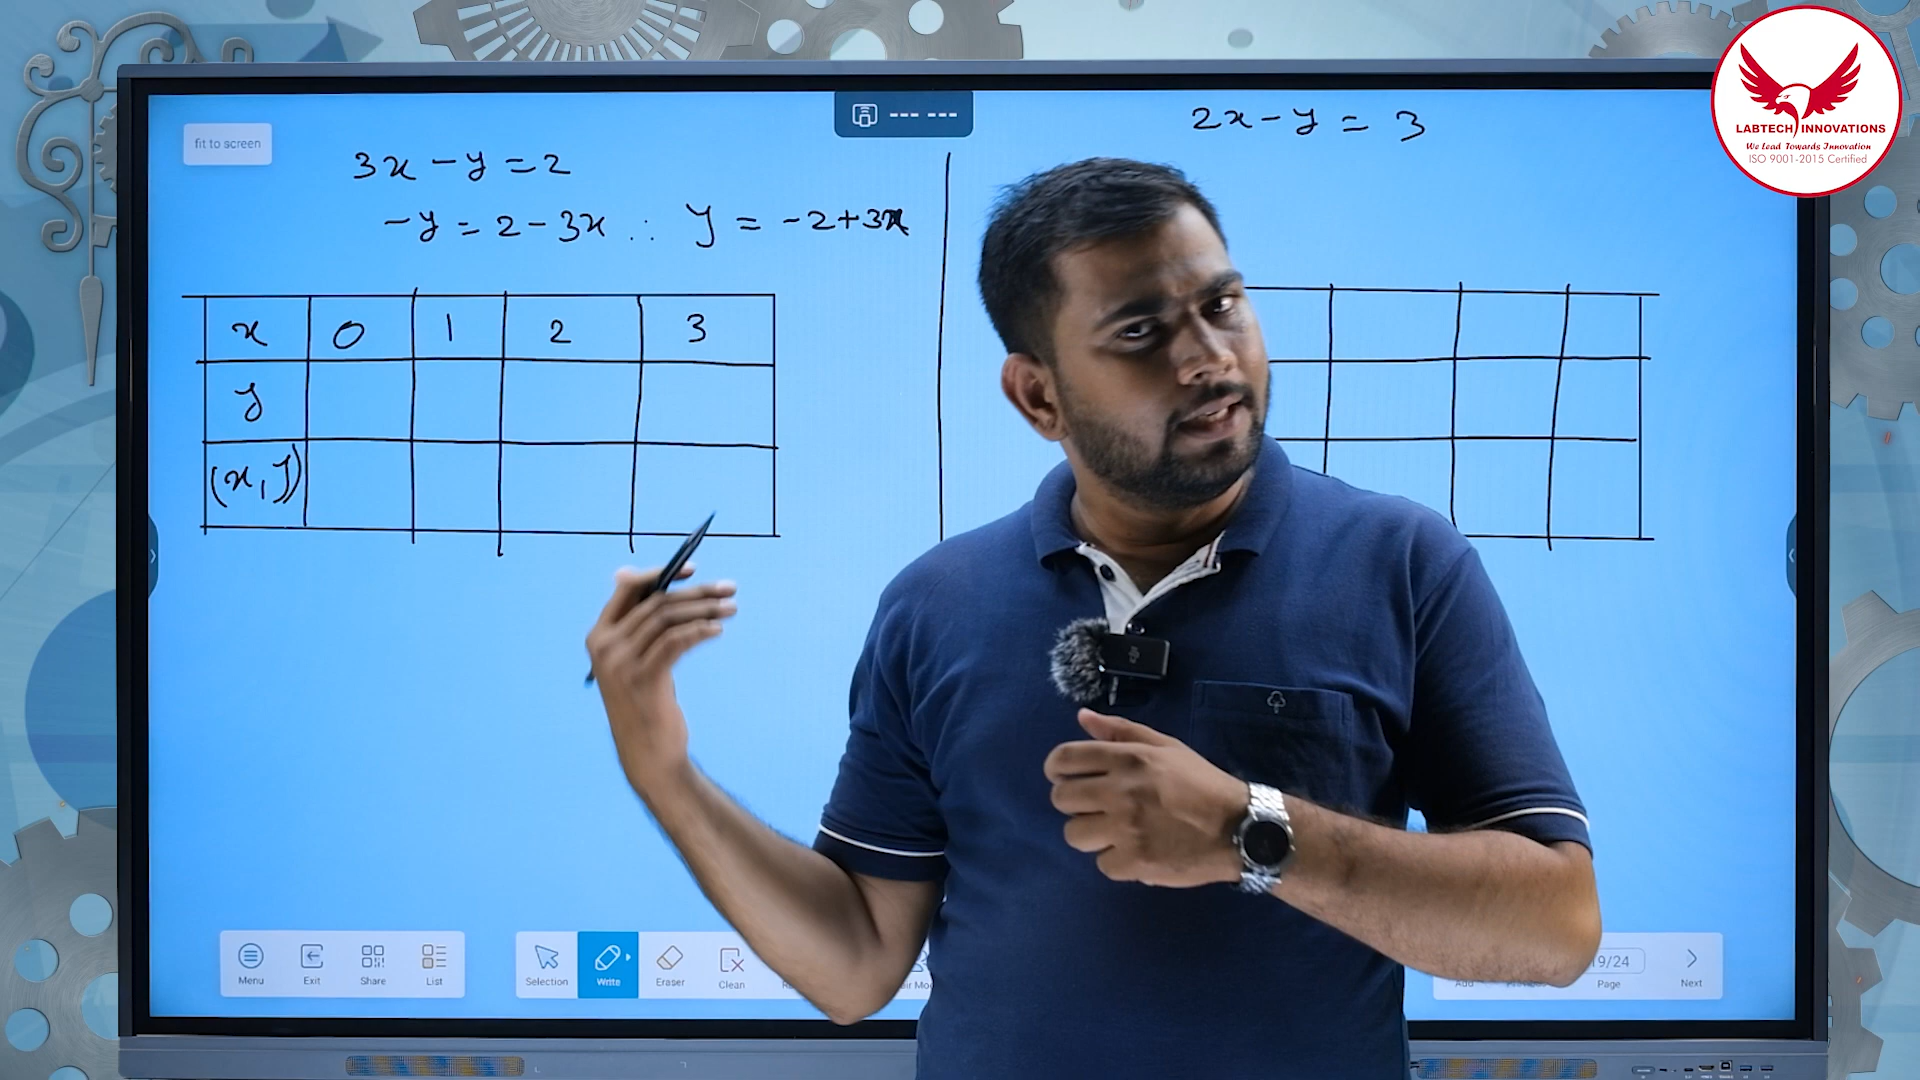 fit to screen
3x - y = 2
-y = 2 - 3x ∴ y = -2+3x
x 0 1 2 3
y
(x, y)
2x - y = 3
LABTECH INNOVATIONS
We Lead Towards Innovation
ISO 9001-2015 Certified
Menu Exit Share List
Selection Write Eraser Clean
19/24
Page Next